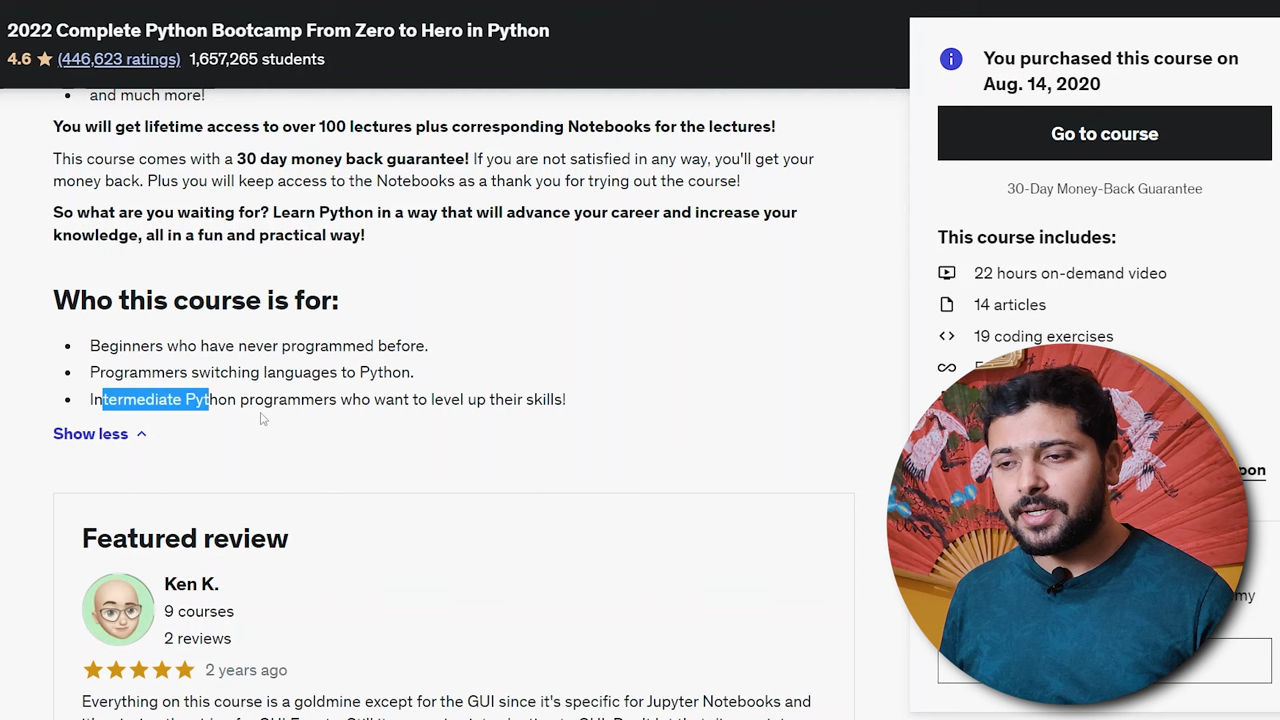 2022 Complete Python Bootcamp From Zero to Hero in Python
4.6 ★ (446,623 ratings) 1,657,265 students
• and much more!
You will get lifetime access to over 100 lectures plus corresponding Notebooks for the lectures!
This course comes with a 30 day money back guarantee! If you are not satisfied in any way, you'll get your
money back. Plus you will keep access to the Notebooks as a thank you for trying out the course!
So what are you waiting for? Learn Python in a way that will advance your career and increase your
knowledge, all in a fun and practical way!
Who this course is for:
• Beginners who have never programmed before.
• Programmers switching languages to Python.
• Intermediate Python programmers who want to level up their skills!
Show less
Featured review
Ken K.
9 courses
2 reviews
2 years ago
Everything on this course is a goldmine except for the GUI since it's specific for Jupyter Notebooks and
You purchased this course on
Aug. 14, 2020
Go to course
30-Day Money-Back Guarantee
This course includes:
22 hours on-demand video
14 articles
19 coding exercises